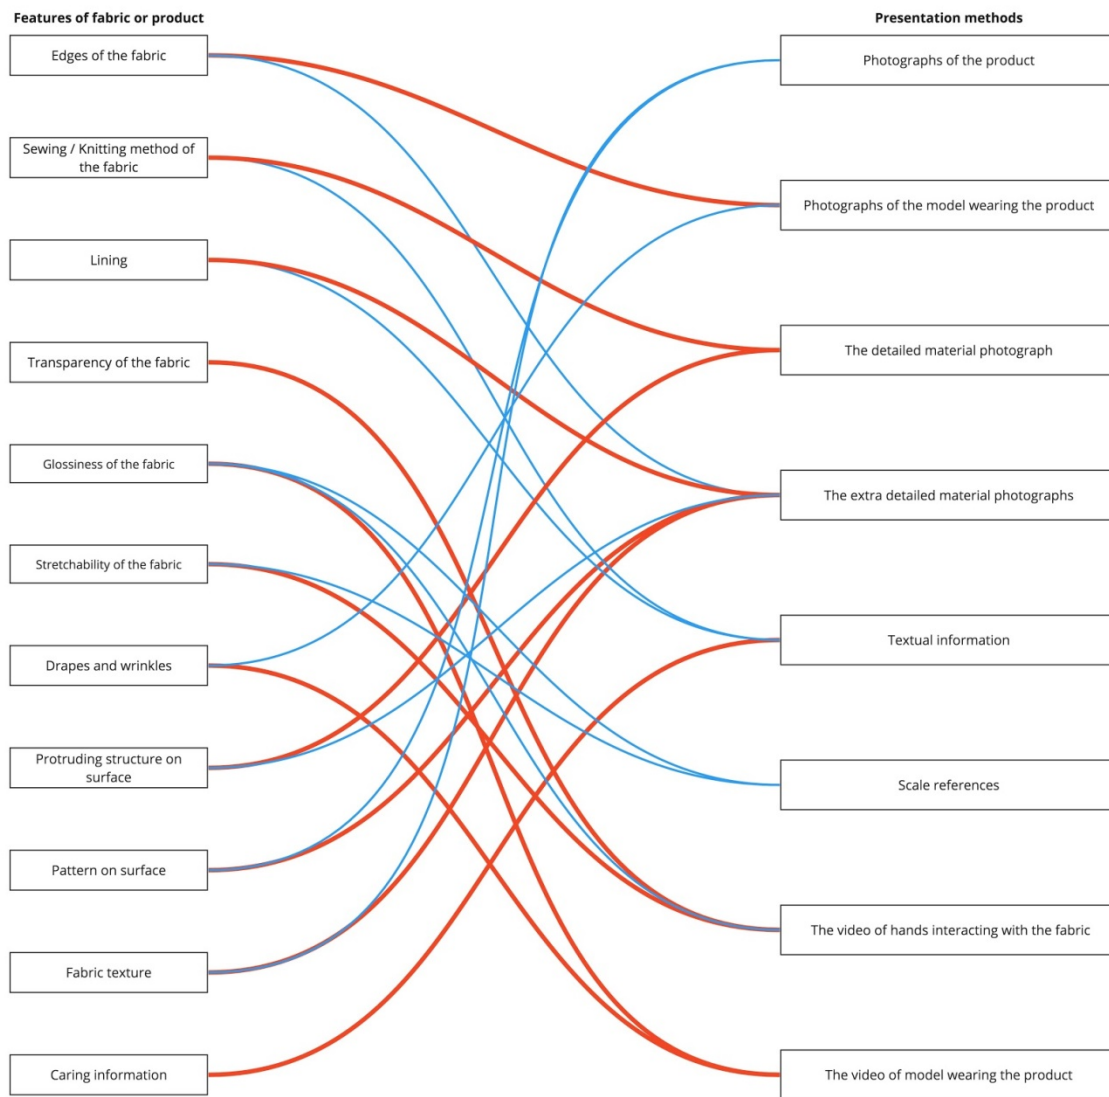 Features of fabric or product
Edges of the fabric
Sewing / Knitting method of
the fabric
Lining
Transparency of the fabric
Glossiness of the fabric
Stretchability of the fabric
Drapes and wrinkles
Protruding structure on
surface
Pattern on surface
Fabric texture
Caring information
Presentation methods
Photographs of the product
Photographs of the model wearing the product
The detailed material photograph
The extra detailed material photographs
Textual information
Scale references
The video of hands interacting with the fabric
The video of model wearing the product